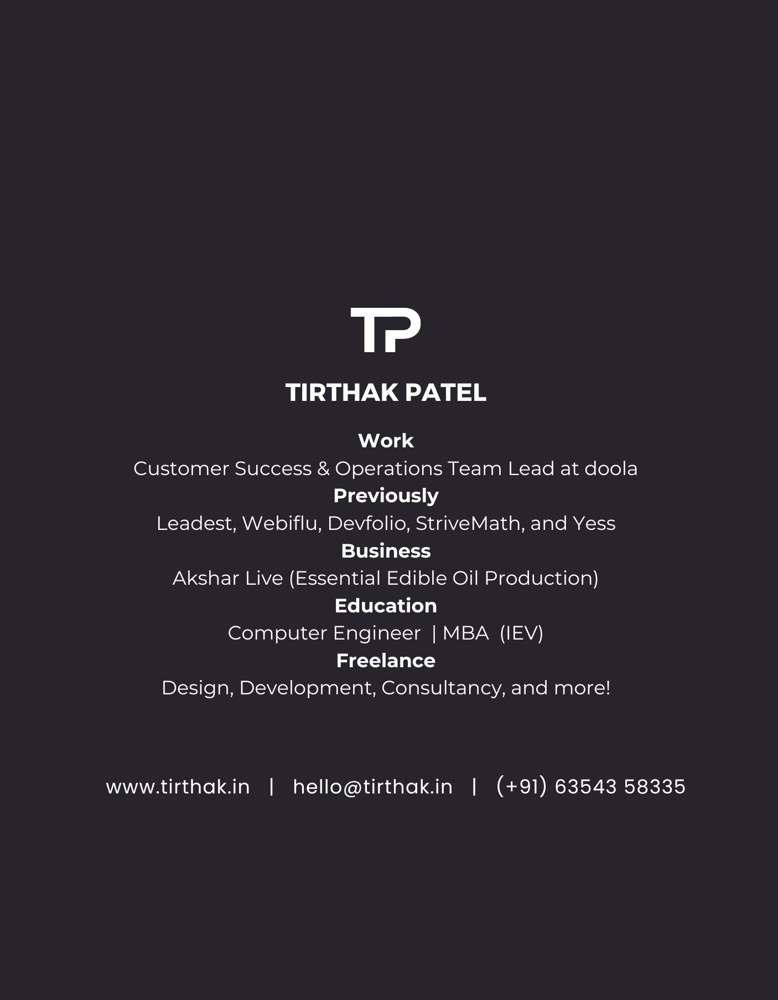 TP
TIRTHAK PATEL
Work
Customer Success & Operations Team Lead at doola
Previously
Leadest, Webiflu, Devfolio, StriveMath, and Yess
Business
Akshar Live (Essential Edible Oil Production)
Education
Computer Engineer | MBA (IEV)
Freelance
Design, Development, Consultancy, and more!
www.tirthak.in | hello@tirthak.in | (+91) 63543 58335